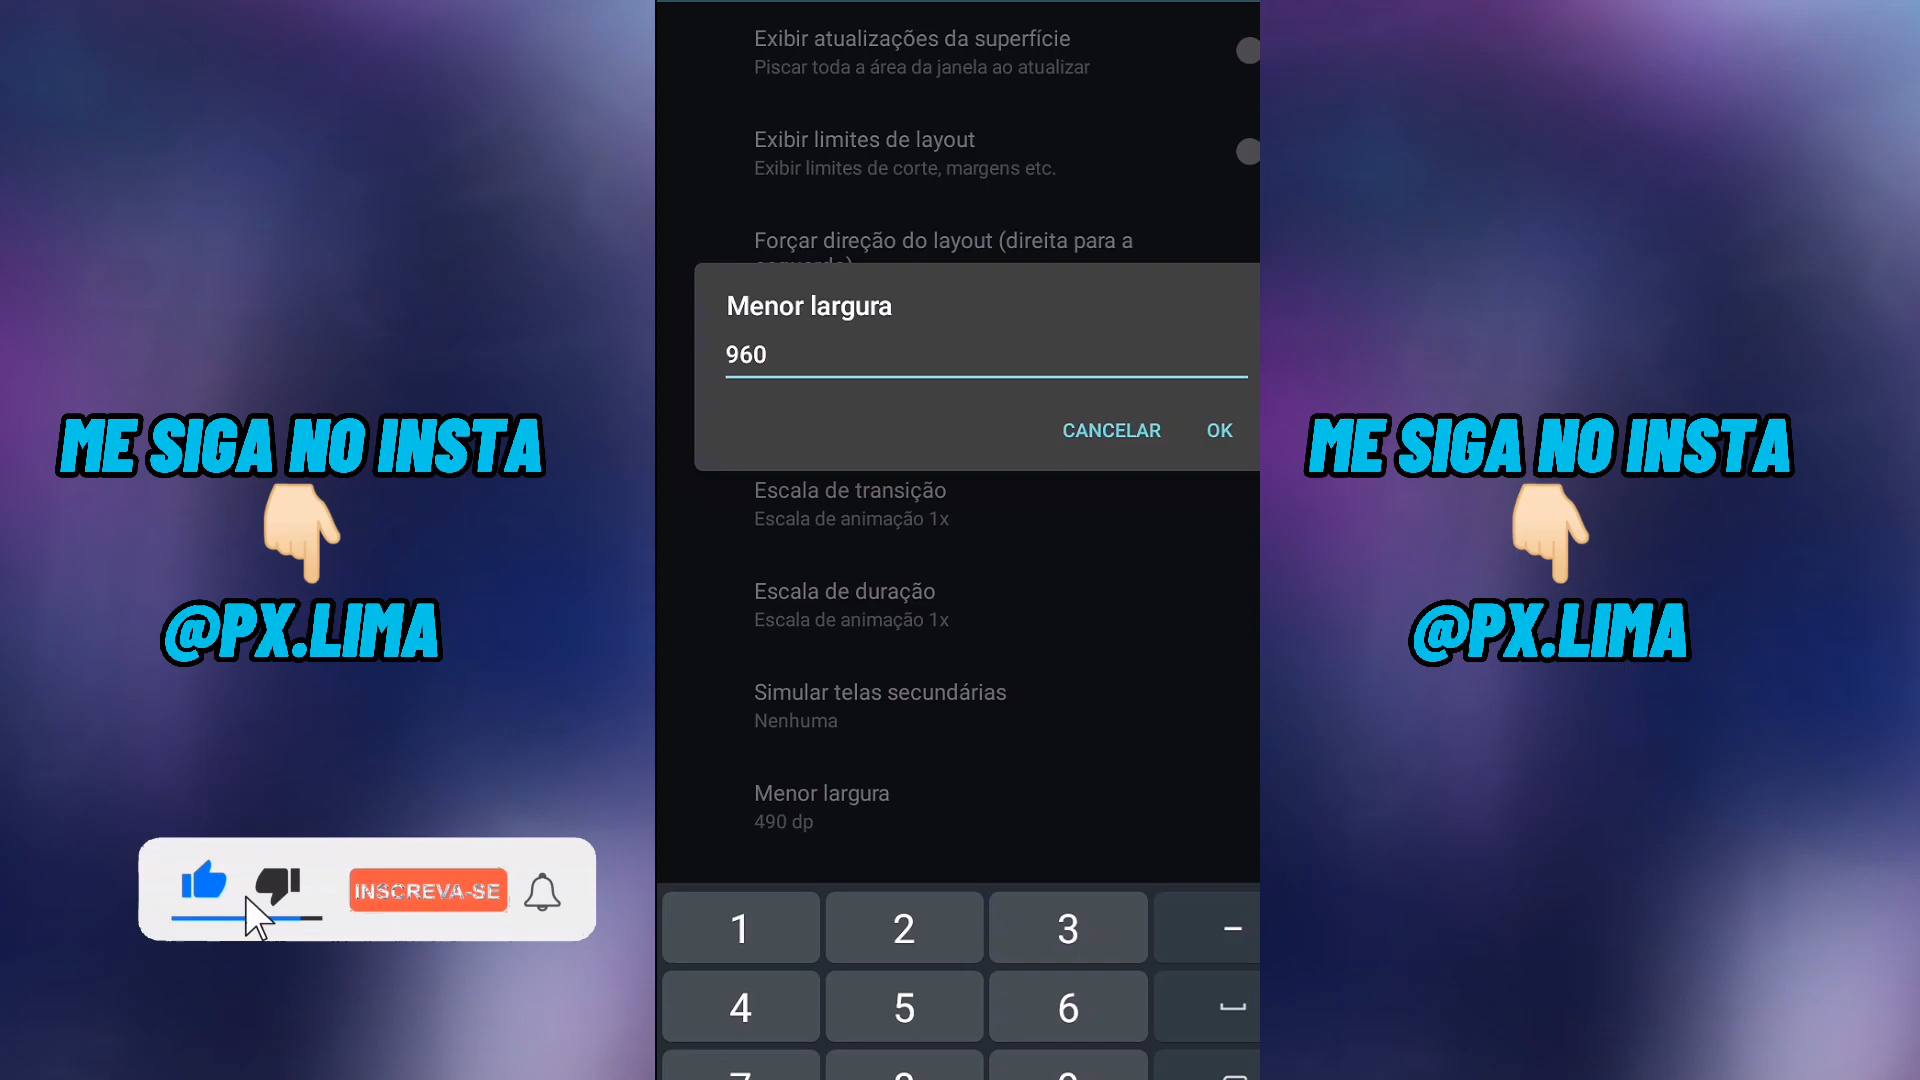 Exibir atualizações da superfície
Piscar toda a área da janela ao atualizar
Exibir limites de layout
Exibir limites de corte, margens etc.
Forçar direção do layout (direita para a
Menor largura
960
CANCELAR OK
Escala de transição
Escala de animação 1x
Escala de duração
Escala de animação 1x
Simular telas secundárias
Nenhuma
Menor largura
490 dp
1 2 3 –
4 5 6
ME SIGA NO INSTA
@PX.LIMA
INSCREVA-SE
ME SIGA NO INSTA
@PX.LIMA